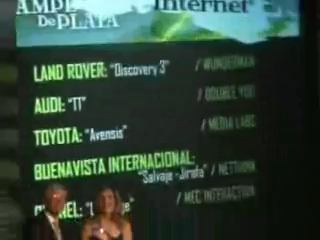 AMPE Internet
De PLATA
LAND ROVER: "Discovery 3" / WUNDERMAN
AUDI: "TT" / DOUBLE YOU
TOYOTA: "Avensis" / MEDIA LABS
BUENAVISTA INTERNACIONAL:
"Salvaje - Jirafa" / NETTHINK
/ MEC INTERACTION